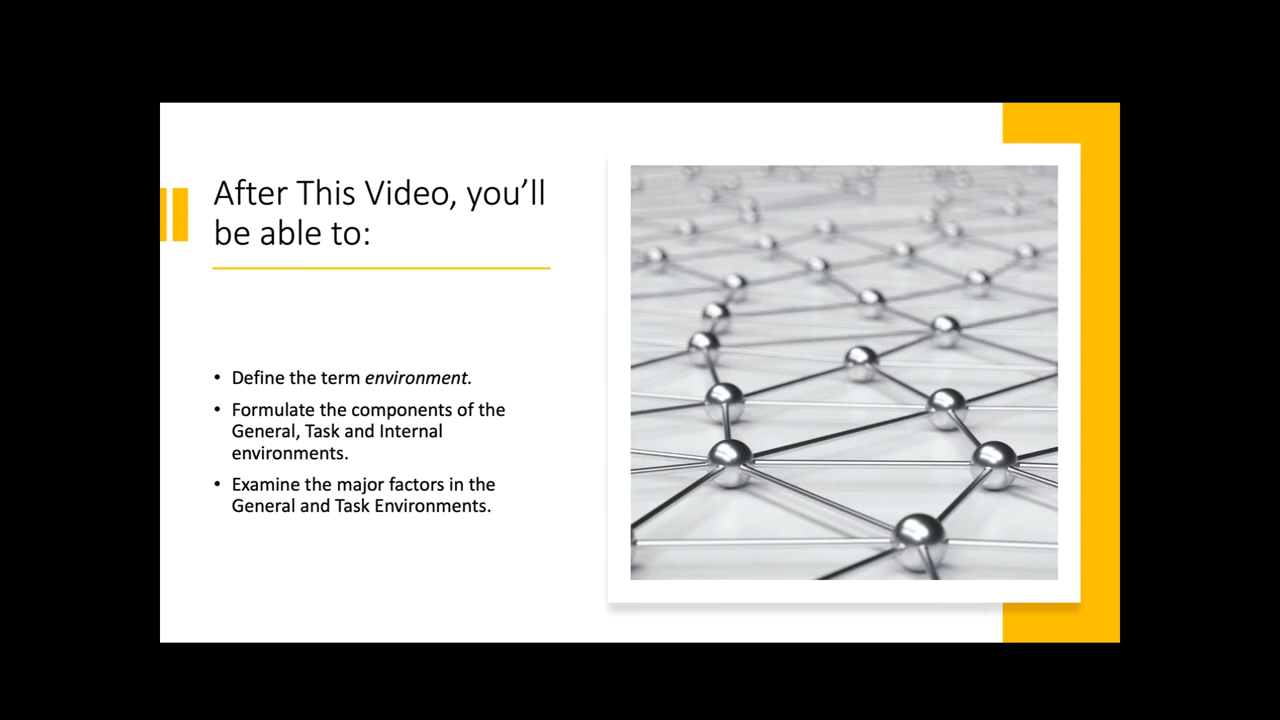 After This Video, you’ll
be able to:
• Define the term environment.
• Formulate the components of the
General, Task and Internal
environments.
• Examine the major factors in the
General and Task Environments.